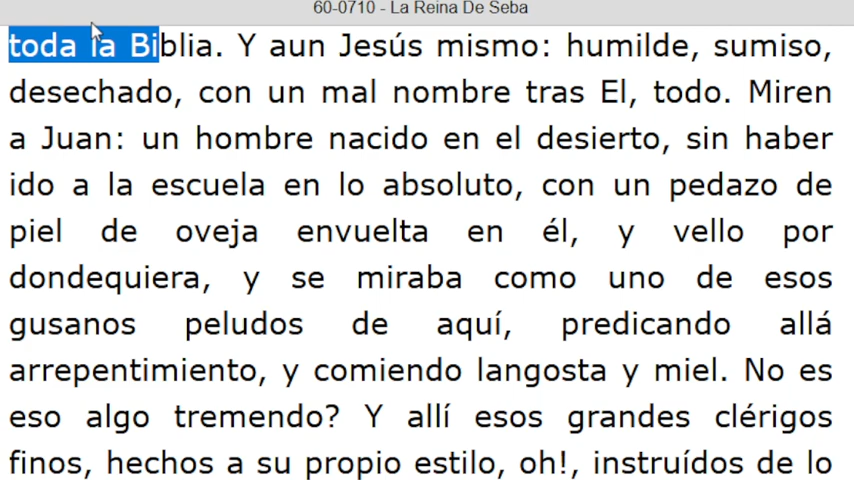 60-0710 - La Reina De Seba
toda la Biblia. Y aun Jesús mismo: humilde, sumiso,
desechado, con un mal nombre tras El, todo. Miren
a Juan: un hombre nacido en el desierto, sin haber
ido a la escuela en lo absoluto, con un pedazo de
piel de oveja envuelta en él, y vello por
dondequiera, y se miraba como uno de esos
gusanos peludos de aquí, predicando allá
arrepentimiento, y comiendo langosta y miel. No es
eso algo tremendo? Y allí esos grandes clérigos
finos, hechos a su propio estilo, oh!, instruídos de lo